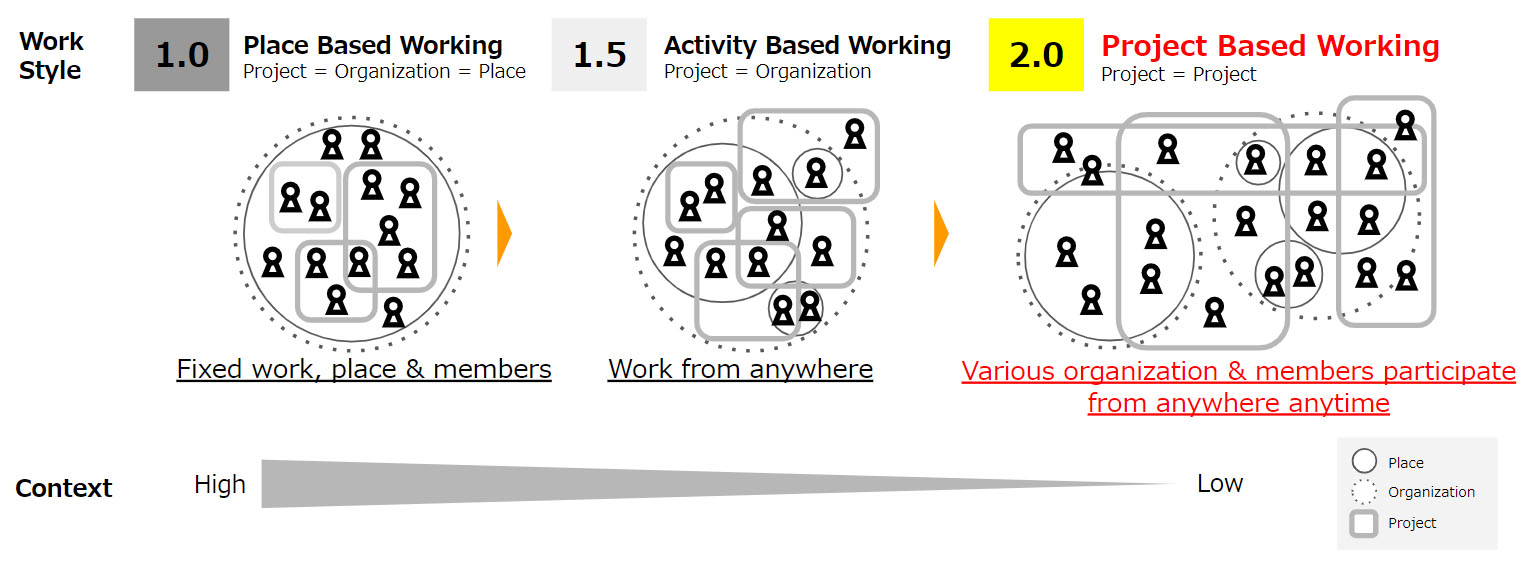 Work
Style
1.0
Place Based Working
Project = Organization = Place
1.5
Activity Based Working
Project = Organization
2.0
Project Based Working
Project = Project
Fixed work, place & members
Work from anywhere
Various organization & members participate
from anywhere anytime
Context
High
Low
Place
Organization
Project